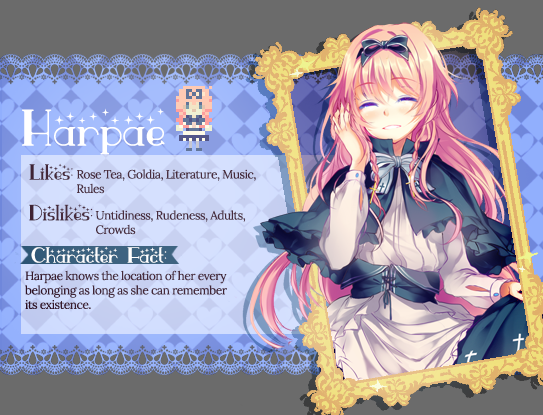 Harpae
Likes: Rose Tea, Goldia, Literature, Music,
Rules
Dislikes: Untidiness, Rudeness, Adults,
Crowds
Character Fact:
Harpae knows the location of her every
belonging as long as she can remember
its existence.